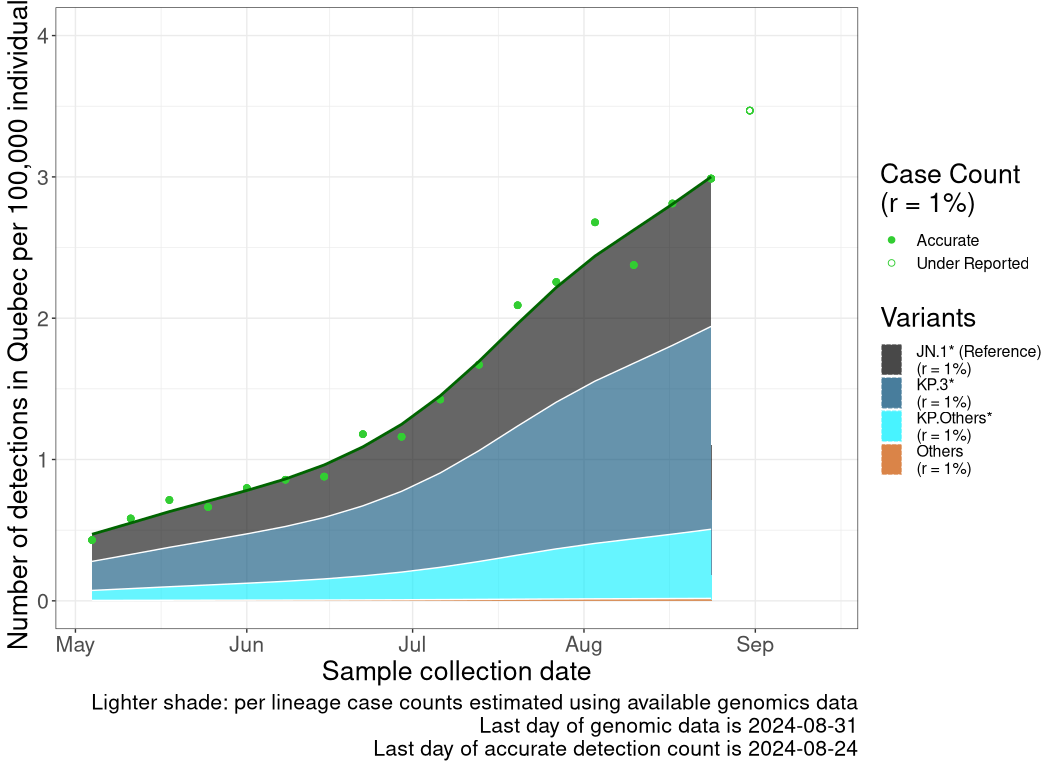 Number of detections in Quebec per 100,000 individual
4
3
2
1
0
May Jun Jul Aug Sep
Sample collection date
Lighter shade: per lineage case counts estimated using available genomics data
Last day of genomic data is 2024-08-31
Last day of accurate detection count is 2024-08-24
Case Count
(r = 1%)
Accurate
Under Reported
Variants
JN.1* (Reference)
(r = 1%)
KP.3*
(r = 1%)
KP.Others*
(r = 1%)
Others
(r = 1%)